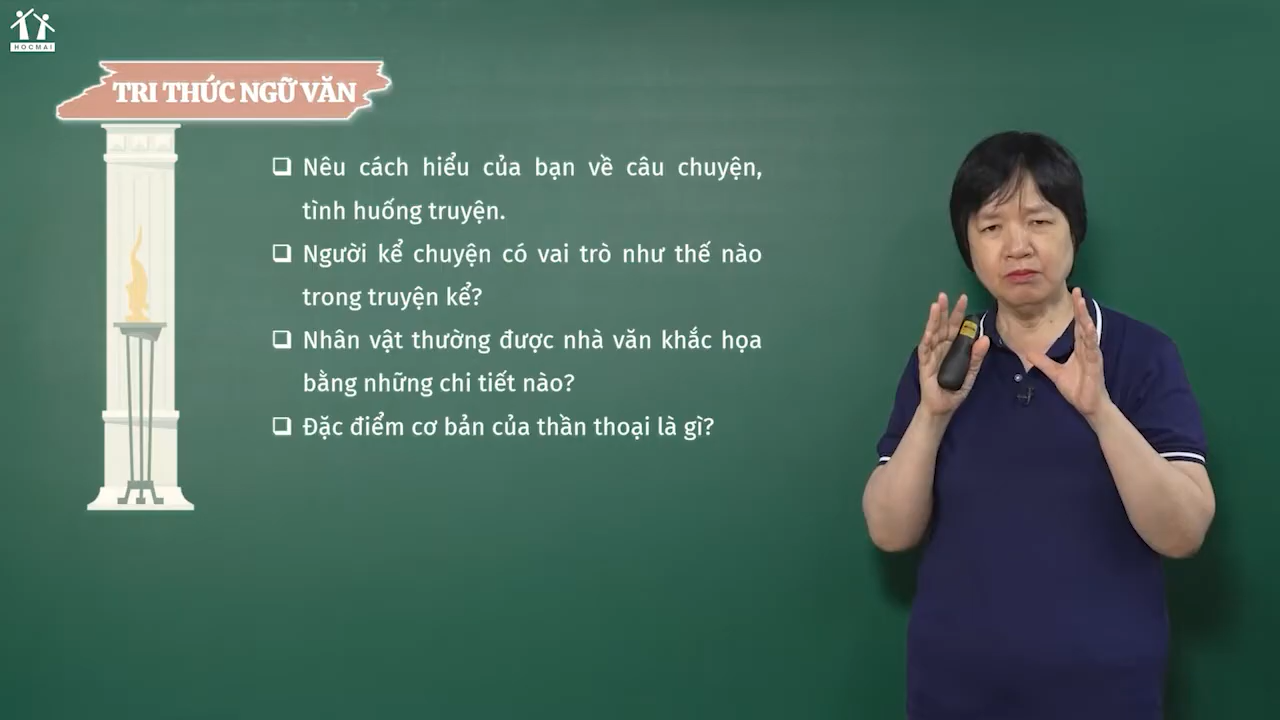 HOCMAI
TRI THỨC NGỮ VĂN
❑ Nêu cách hiểu của bạn về câu chuyện,
tình huống truyện.
❑ Người kể chuyện có vai trò như thế nào
trong truyện kể?
❑ Nhân vật thường được nhà văn khắc họa
bằng những chi tiết nào?
❑ Đặc điểm cơ bản của thần thoại là gì?